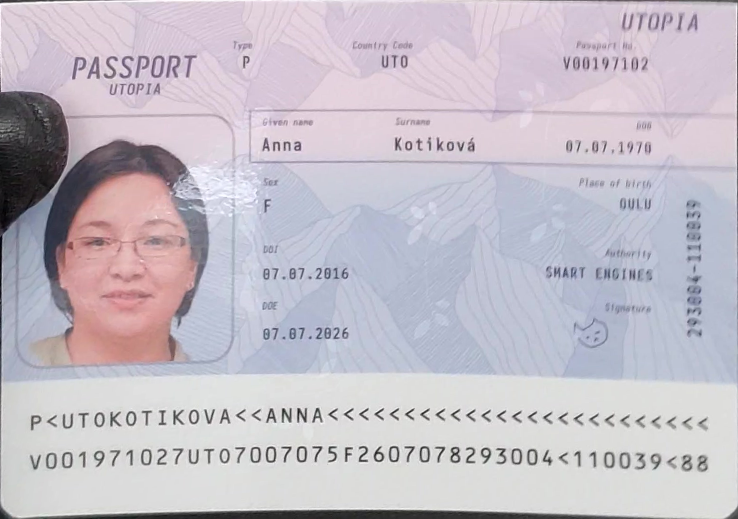 UTOPIA
PASSPORT
UTOPIA
Type
P
Country Code
UTO
Passport No
V00197102
Given name
Anna
Surname
Kotiková
DOB
07.07.1970
Sex
F
Place of birth
OULU
DOI
07.07.2016
Authority
SMART ENGINES
DOE
07.07.2026
Signature
293004-110039
P<UTOKOTIKOVA<<ANNA<<<<<<<<<<<<<<<<<<<<<<<<<
V001971027UTO7007075F2607078293004<110039<88